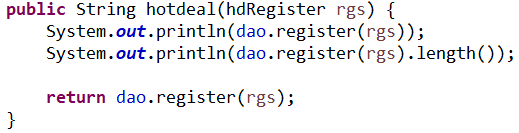 public String hotdeal(hdRegister rgs) {
System.out.println(dao.register(rgs));
System.out.println(dao.register(rgs).length());
return dao.register(rgs);
}